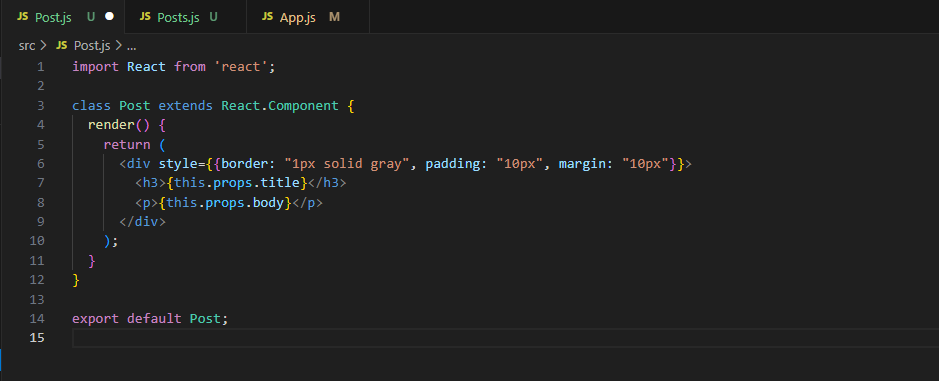 JS Post.js U ● JS Posts.js U JS App.js M
src > JS Post.js > ...
1 import React from 'react';
2
3 class Post extends React.Component {
4   render() {
5     return (
6       <div style={{border: "1px solid gray", padding: "10px", margin: "10px"}}>
7         <h3>{this.props.title}</h3>
8         <p>{this.props.body}</p>
9       </div>
10     );
11   }
12 }
13
14 export default Post;
15